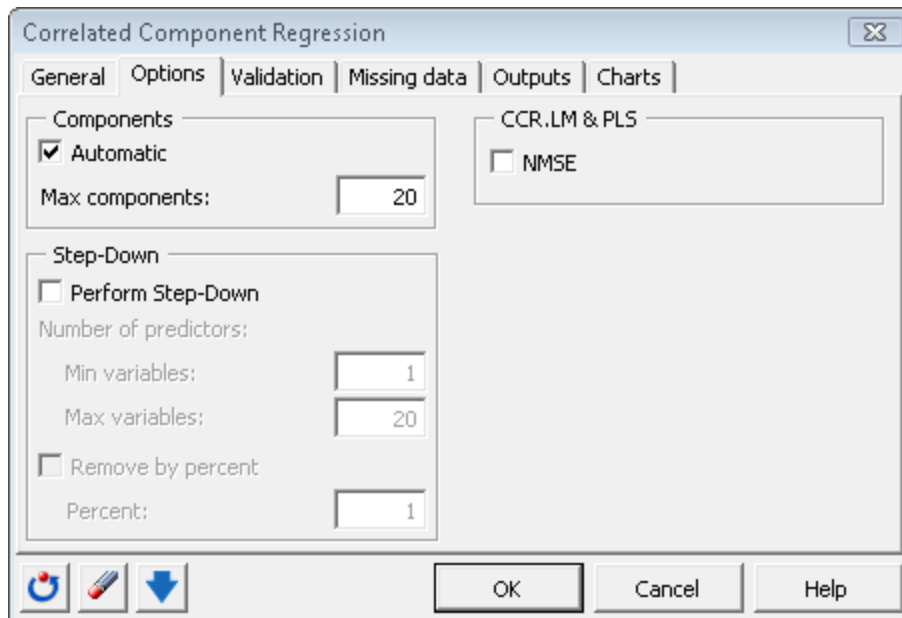 Correlated Component Regression
General Options Validation Missing data Outputs Charts
Components
Automatic
Max components: 20
CCR.LM & PLS
NMSE
Step-Down
Perform Step-Down
Number of predictors:
Min variables: 1
Max variables: 20
Remove by percent
Percent: 1
OK Cancel Help